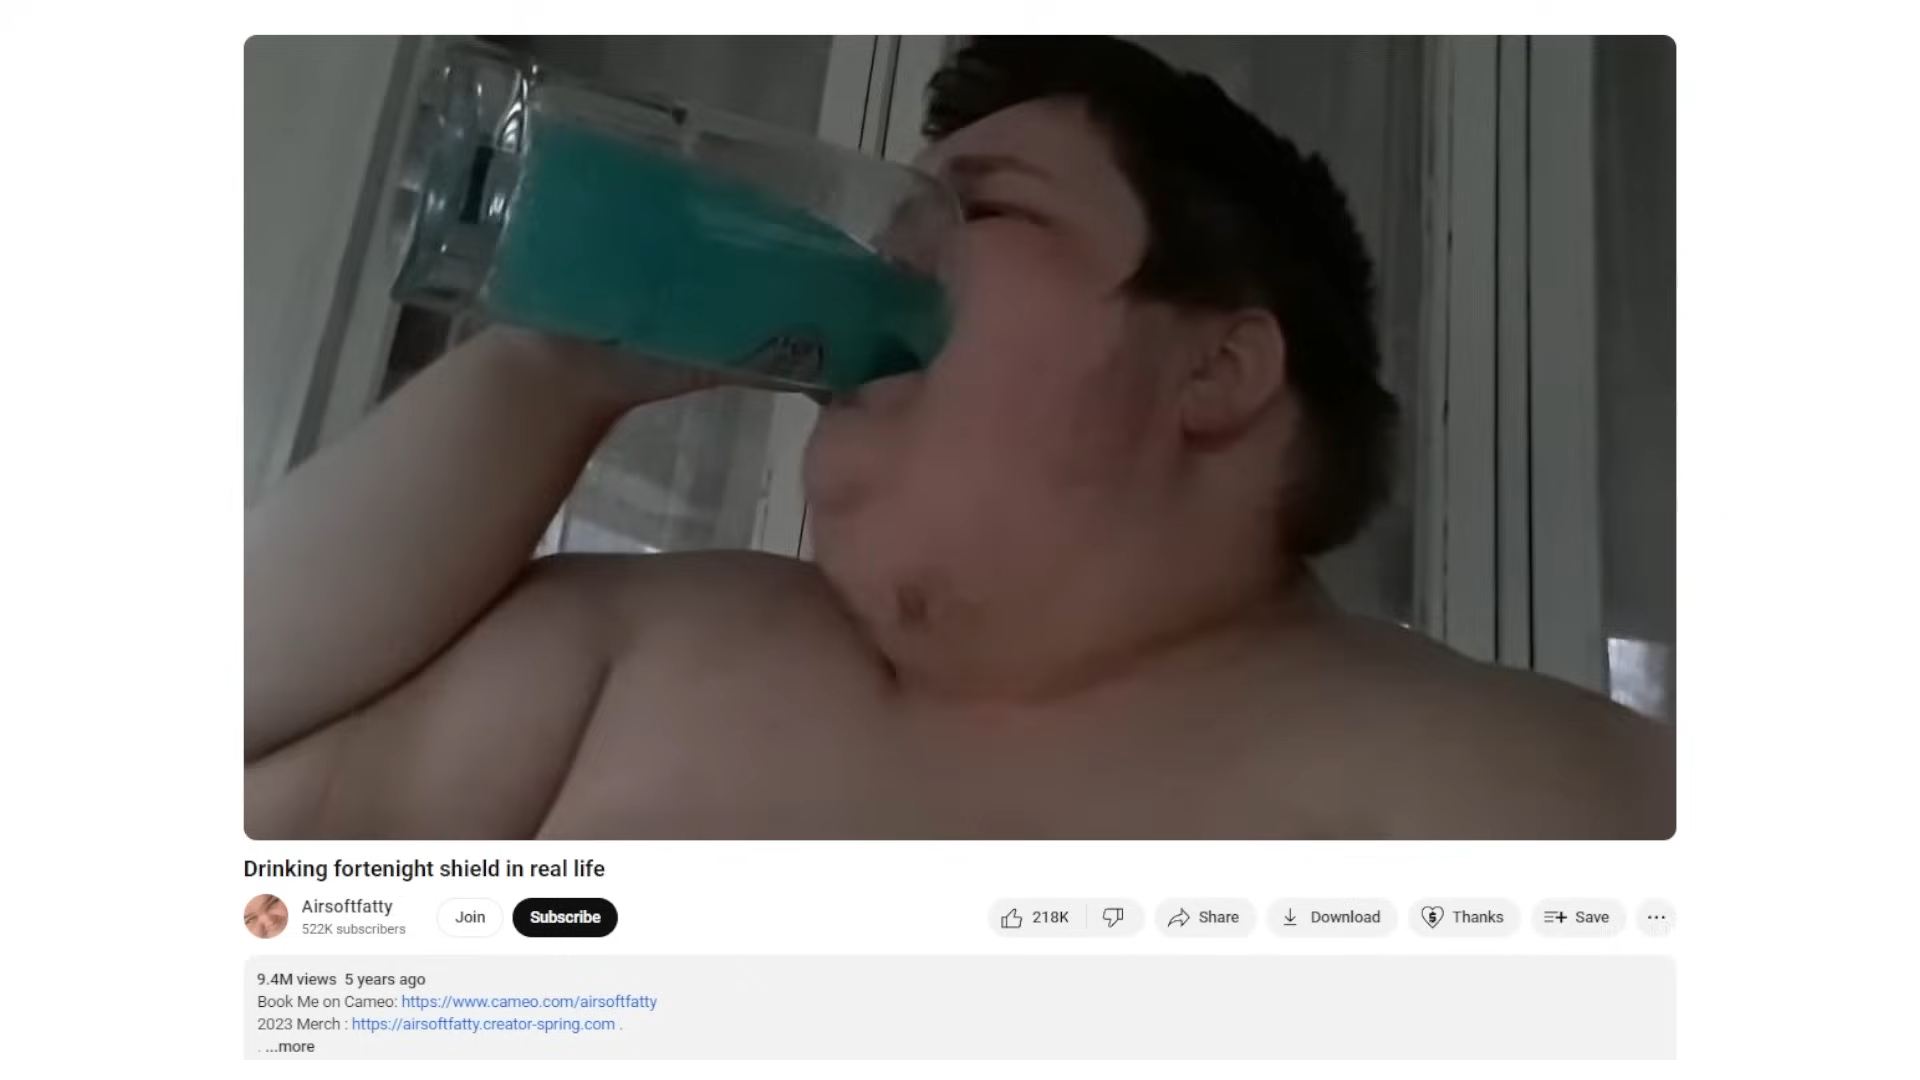 Drinking fortenight shield in real life
Airsoftfatty
522K subscribers
Join
Subscribe
218K
Share
Download
Thanks
Save
9.4M views 5 years ago
Book Me on Cameo: https://www.cameo.com/airsoftfatty
2023 Merch : https://airsoftfatty.creator-spring.com .
. ...more